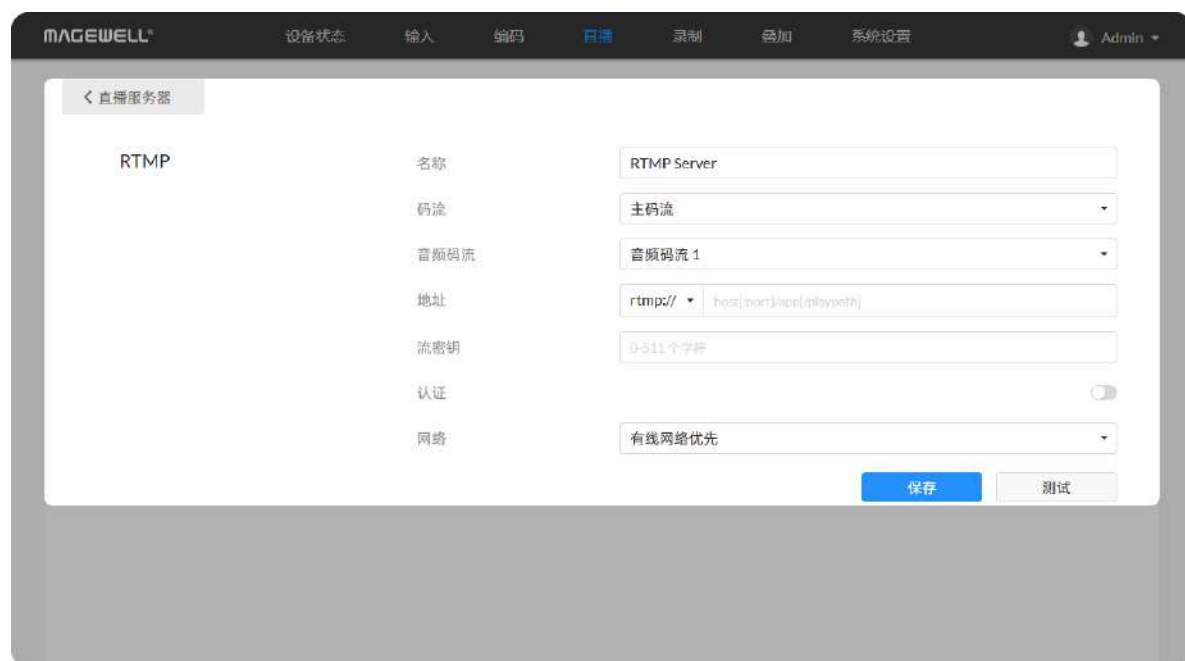 MAGEWELL®
设备状态 输入 编码 直播 录制 叠加 系统设置 Admin
直播服务器
RTMP
名称 RTMP Server
码流 主码流
音频码流 音频码流 1
地址 rtmp:// host[:port]/app[/playpath]
流密钥 0-511 个字符
认证
网络 有线网络优先
保存 测试